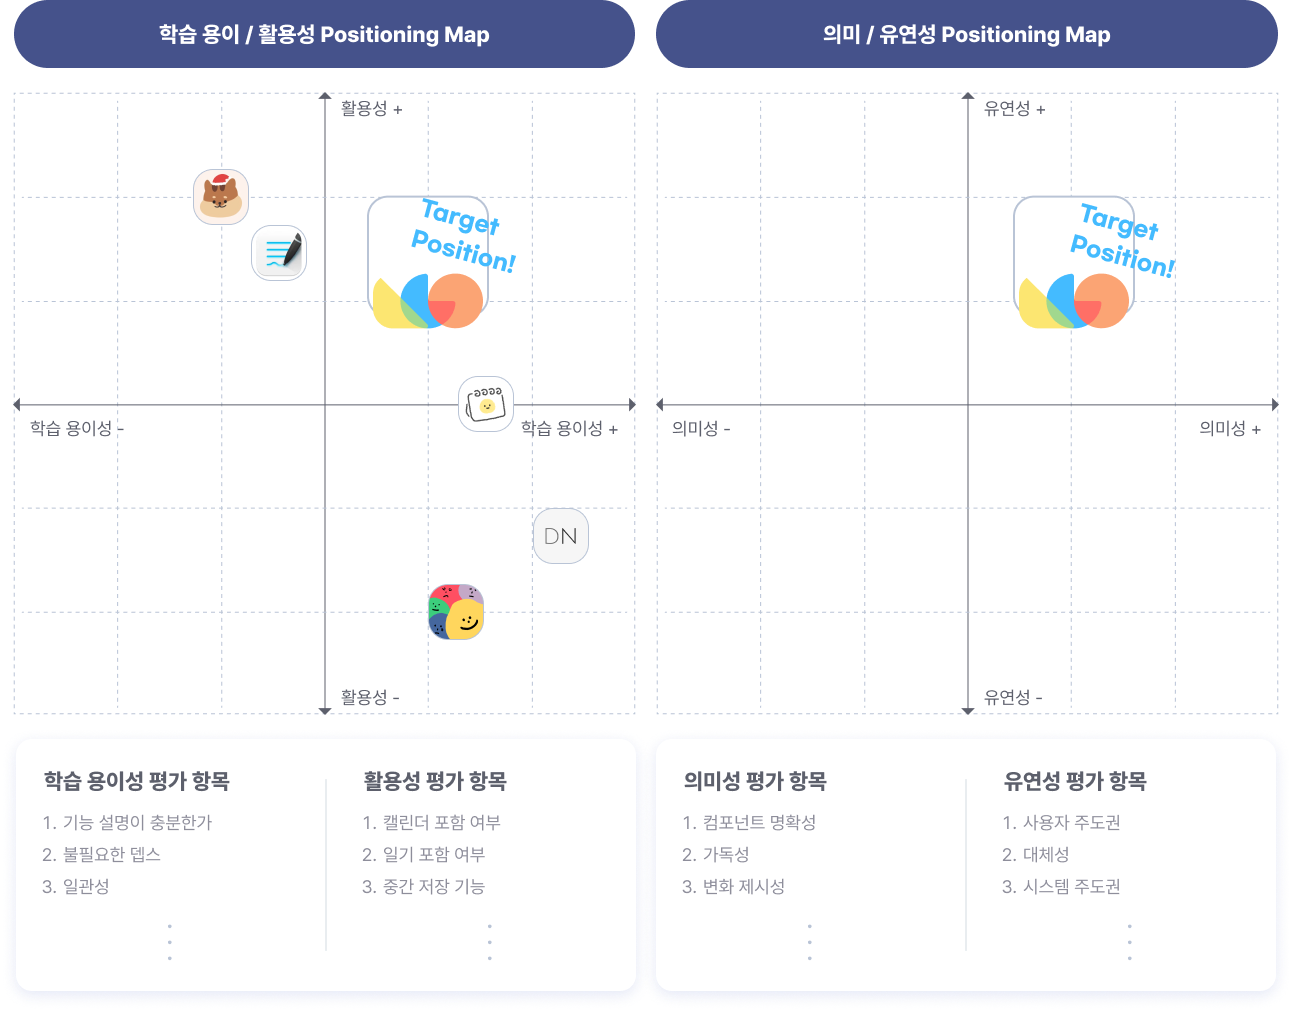 학습 용이 / 활용성 Positioning Map
활용성 +
Target
Position!
학습 용이성 -
학습 용이성 +
DN
활용성 -
의미 / 유연성 Positioning Map
유연성 +
Target
Position!
의미성 -
의미성 +
유연성 -
학습 용이성 평가 항목
1. 기능 설명이 충분한가
2. 불필요한 뎁스
3. 일관성
활용성 평가 항목
1. 캘린더 포함 여부
2. 일기 포함 여부
3. 중간 저장 기능
의미성 평가 항목
1. 컴포넌트 명확성
2. 가독성
3. 변화 제시성
유연성 평가 항목
1. 사용자 주도권
2. 대체성
3. 시스템 주도권